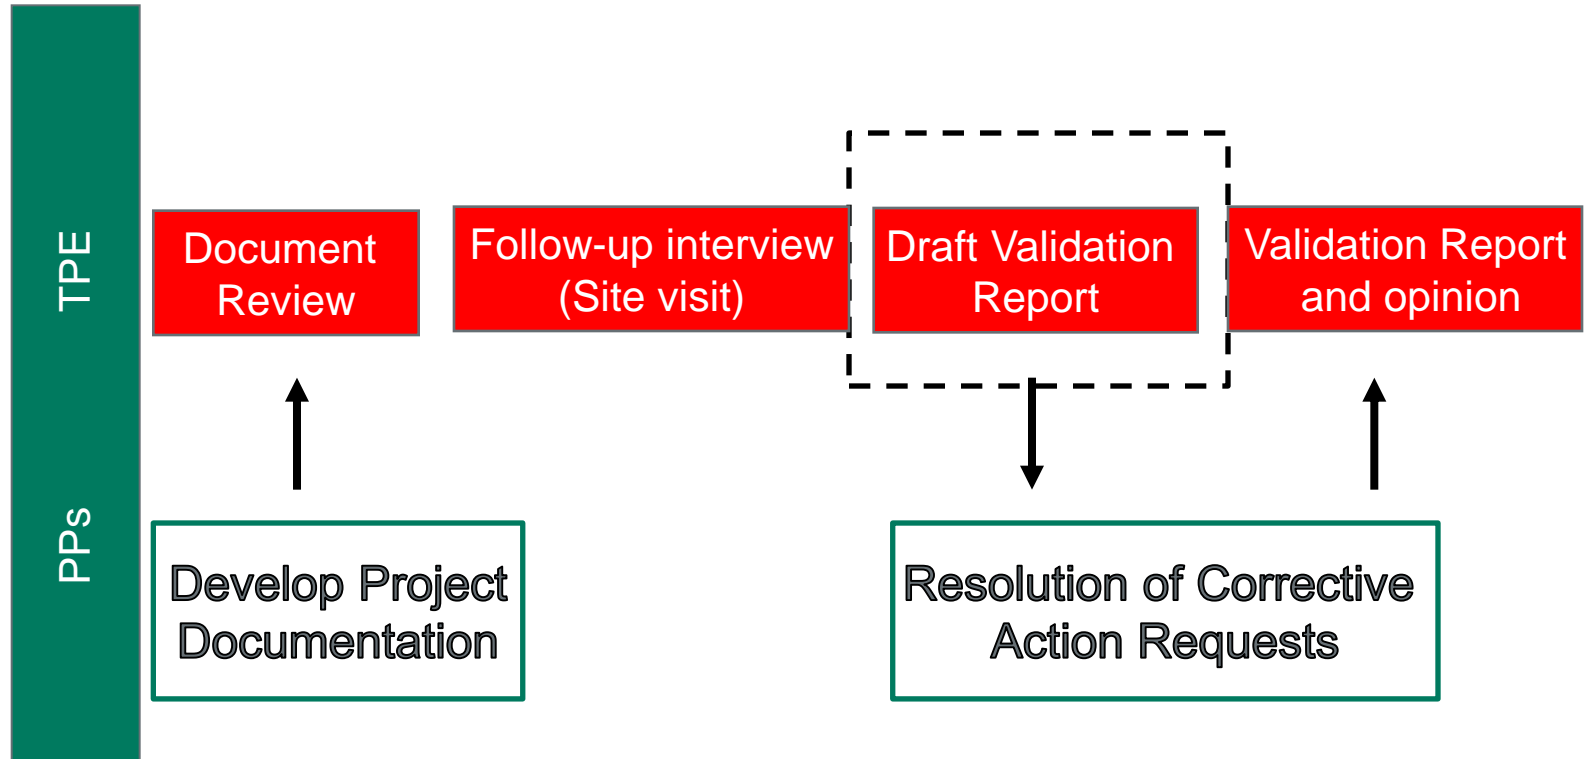 TPE
Document
Review
Follow-up interview
(Site visit)
Draft Validation
Report
Validation Report
and opinion
PPs
Develop Project
Documentation
Resolution of Corrective
Action Requests